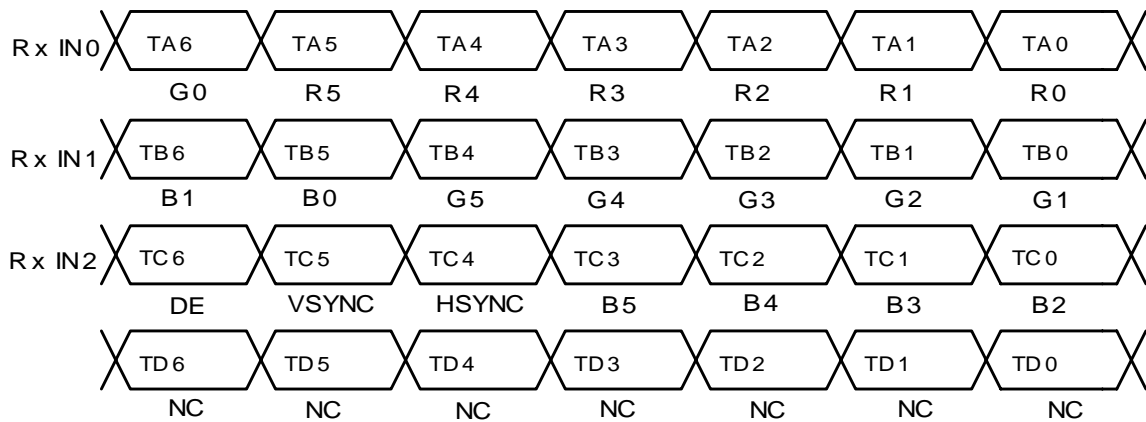 Rx IN0 TA6 TA5 TA4 TA3 TA2 TA1 TA0
G0 R5 R4 R3 R2 R1 R0
Rx IN1 TB6 TB5 TB4 TB3 TB2 TB1 TB0
B1 B0 G5 G4 G3 G2 G1
Rx IN2 TC6 TC5 TC4 TC3 TC2 TC1 TC0
DE VSYNC HSYNC B5 B4 B3 B2
TD6 TD5 TD4 TD3 TD2 TD1 TD0
NC NC NC NC NC NC NC